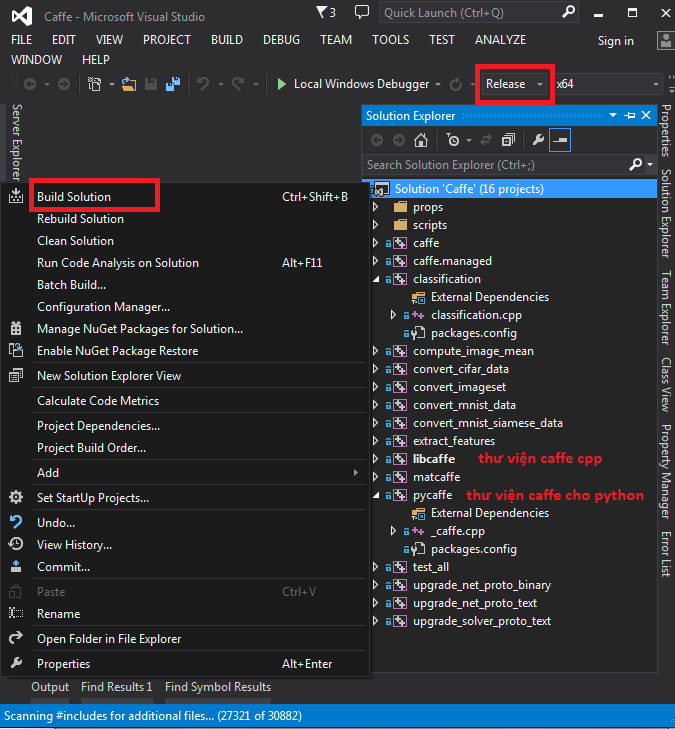 Caffe - Microsoft Visual Studio
3
Quick Launch (Ctrl+Q)
FILE EDIT VIEW PROJECT BUILD DEBUG TEAM TOOLS TEST ANALYZE
Sign in
WINDOW HELP
Local Windows Debugger
Release
x64
Server Explorer
Solution Explorer
Search Solution Explorer (Ctrl+;)
Solution 'Caffe' (16 projects)
props
scripts
caffe
caffe.managed
classification
External Dependencies
classification.cpp
packages.config
compute_image_mean
convert_cifar_data
convert_imageset
convert_mnist_data
convert_mnist_siamese_data
extract_features
libcaffe thư viện caffe cpp
matcaffe
pycaffe thư viện caffe cho python
External Dependencies
_caffe.cpp
packages.config
test_all
upgrade_net_proto_binary
upgrade_net_proto_text
upgrade_solver_proto_text
Build Solution Ctrl+Shift+B
Rebuild Solution
Clean Solution
Run Code Analysis on Solution Alt+F11
Batch Build...
Configuration Manager...
Manage NuGet Packages for Solution...
Enable NuGet Package Restore
New Solution Explorer View
Calculate Code Metrics
Project Dependencies...
Project Build Order...
Add
Set StartUp Projects...
Undo...
View History...
Commit...
Paste Ctrl+V
Rename
Open Folder in File Explorer
Properties Alt+Enter
Properties
Solution Explorer
Team Explorer
Class View
Property Manager
Error List
Output Find Results 1 Find Symbol Results
Scanning #includes for additional files... (27321 of 30882)